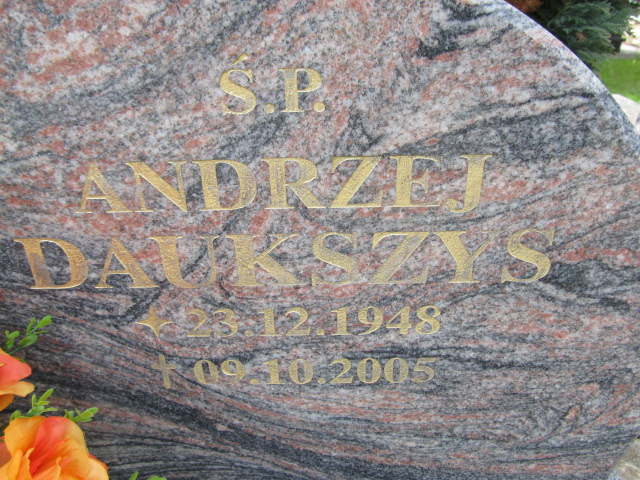 Ś.P.
ANDRZEJ
DAUKSZYS
✦ 23.12.1948
✝ 09.10.2005